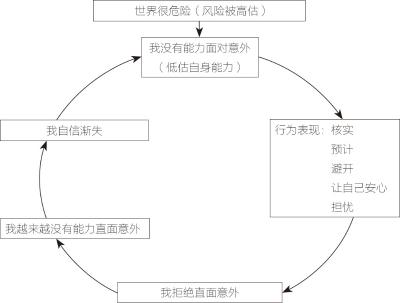 世界很危险（风险被高估）
我没有能力面对意外
（低估自身能力）
行为表现：核实
预计
避开
让自己安心
担忧
我自信渐失
我越来越没有能力直面意外
我拒绝直面意外